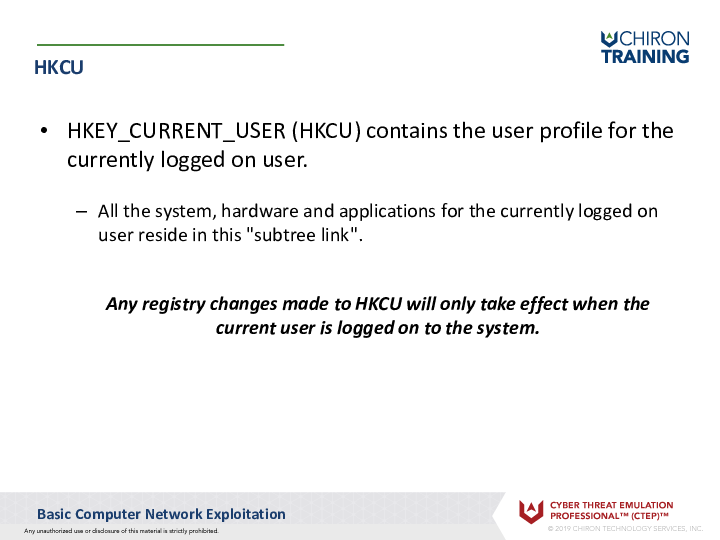 CHIRON
TRAINING
HKCU
• HKEY_CURRENT_USER (HKCU) contains the user profile for the
currently logged on user.
– All the system, hardware and applications for the currently logged on
user reside in this "subtree link".
Any registry changes made to HKCU will only take effect when the
current user is logged on to the system.
Basic Computer Network Exploitation
Any unauthorized use or disclosure of this material is strictly prohibited.
CYBER THREAT EMULATION
PROFESSIONAL™ (CTEP)™
© 2019 CHIRON TECHNOLOGY SERVICES, INC.